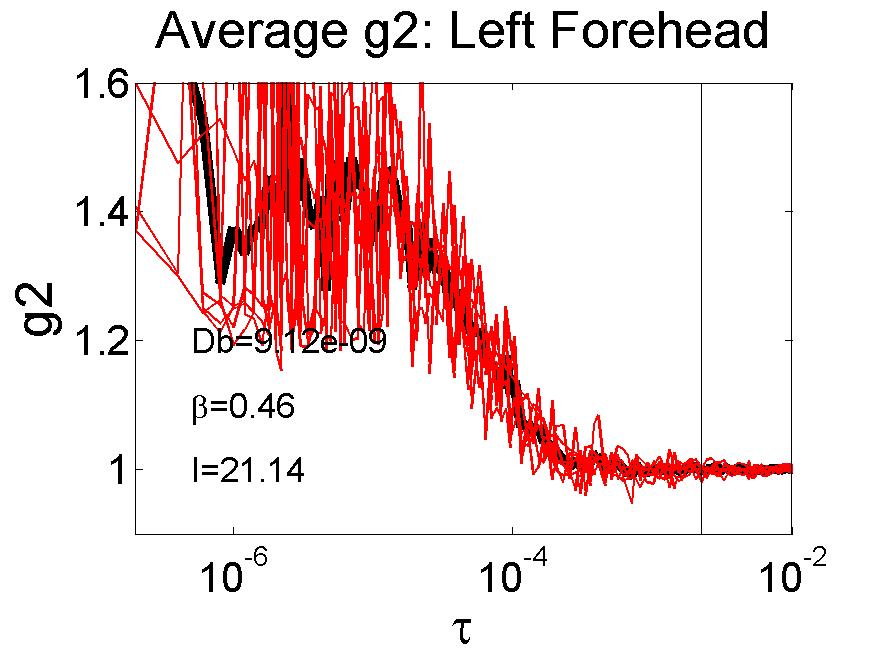 Average g2: Left Forehead
1.6
1.4
1.2
1
g2
Db=9.12e-09
β=0.46
I=21.14
10^-6
10^-4
10^-2
τ